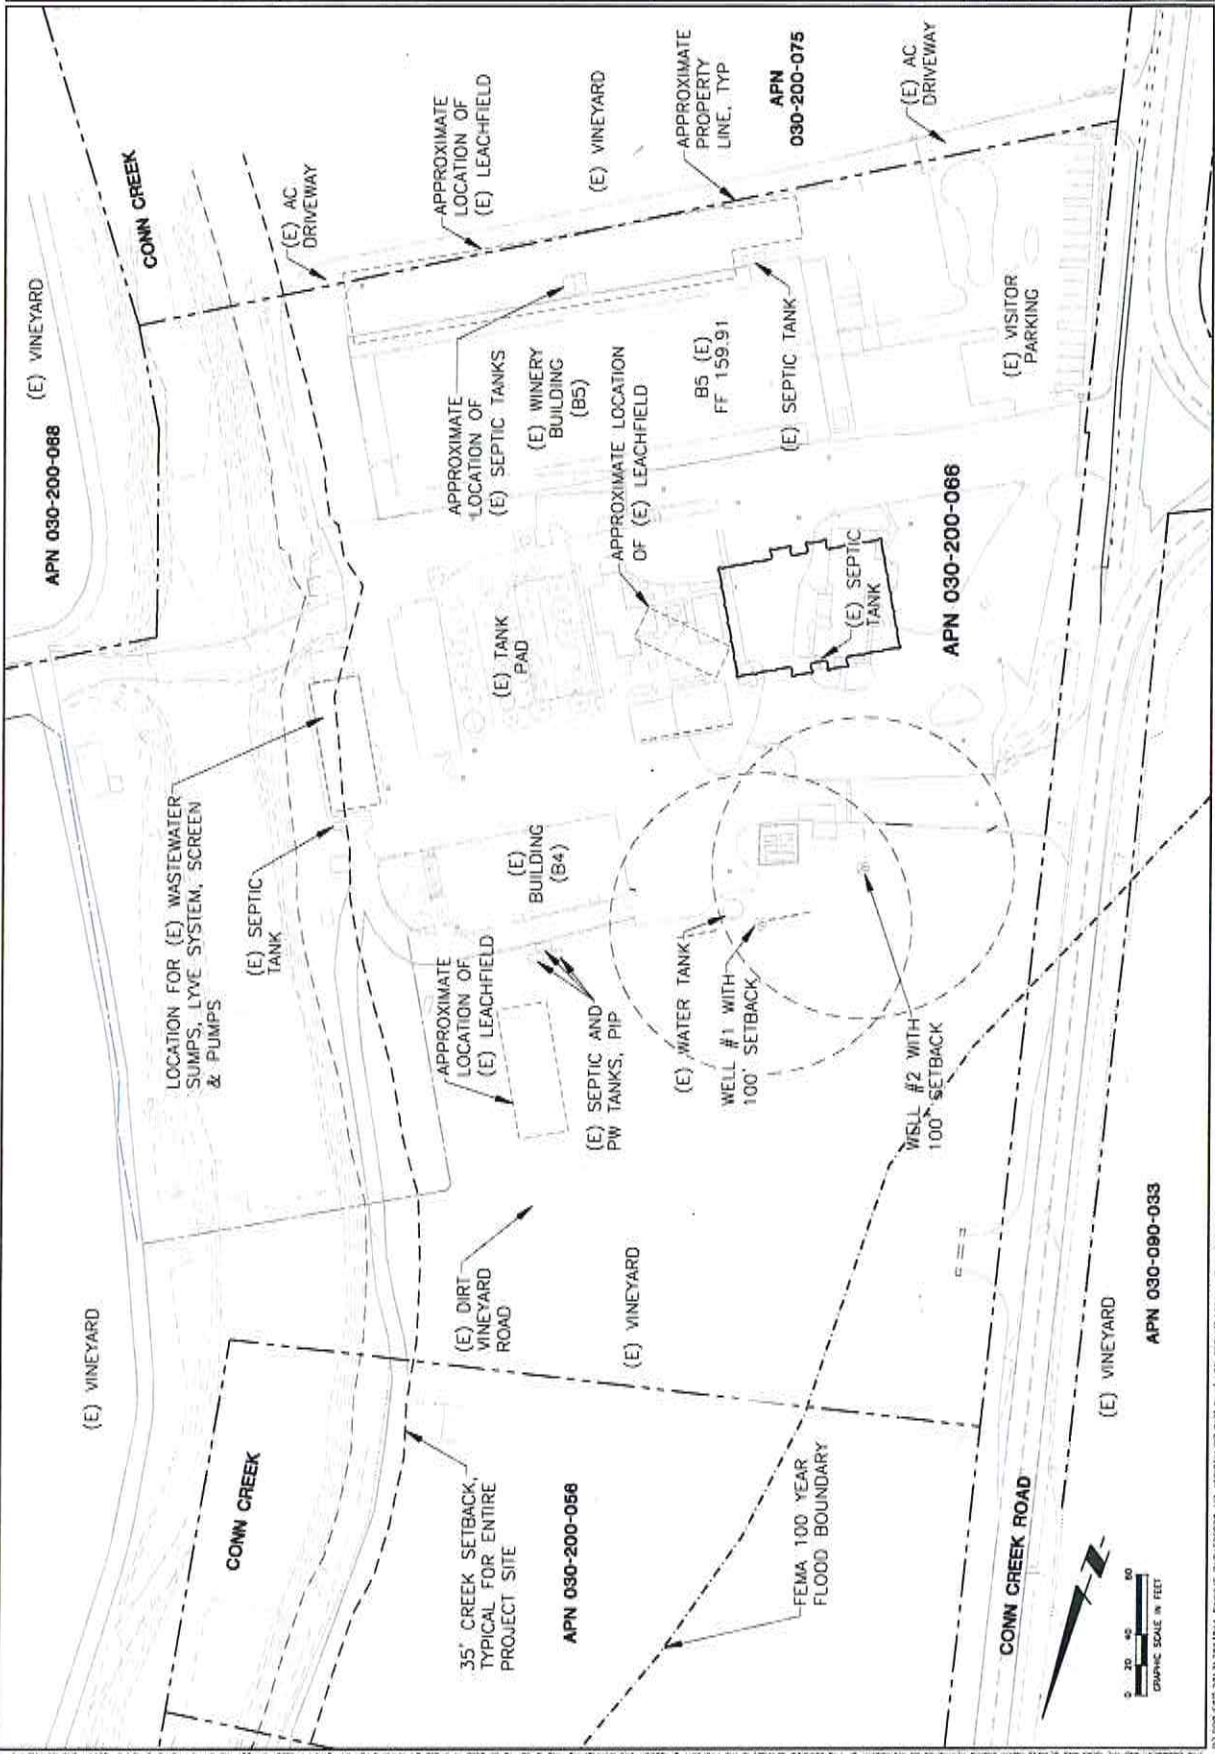 (E) VINEYARD
APN 030-200-068
CONN CREEK
(E) AC
DRIVEWAY
APPROXIMATE
LOCATION OF
(E) LEACHFIELD
(E) VINEYARD
APPROXIMATE
PROPERTY
LINE, TYP
APN
030-200-075
(E) AC
DRIVEWAY
LOCATION FOR (E) WASTEWATER
SUMPS, LYVE SYSTEM, SCREEN
& PUMPS
(E) SEPTIC
TANK
APPROXIMATE
LOCATION OF
(E) SEPTIC TANKS
(E) WINERY
BUILDING
(B5)
APPROXIMATE LOCATION
OF (E) LEACHFIELD
B5 (E)
FF 159.91
(E) SEPTIC TANK
(E) VISITOR
PARKING
(E) TANK
PAD
(E) SEPTIC
TANK
APN 030-200-066
(E)
BUILDING
(B4)
APPROXIMATE
LOCATION OF
(E) LEACHFIELD
(E) SEPTIC AND
PW TANKS, PIP
(E) WATER TANK
WELL #1 WITH
100' SETBACK
WELL #2 WITH
100' SETBACK
(E) VINEYARD
(E) DIRT
VINEYARD
ROAD
(E) VINEYARD
CONN CREEK
35' CREEK SETBACK,
TYPICAL FOR ENTIRE
PROJECT SITE
APN 030-200-056
FEMA 100 YEAR
FLOOD BOUNDARY
CONN CREEK ROAD
(E) VINEYARD
APN 030-090-033
0 20 40 80
GRAPHIC SCALE IN FEET